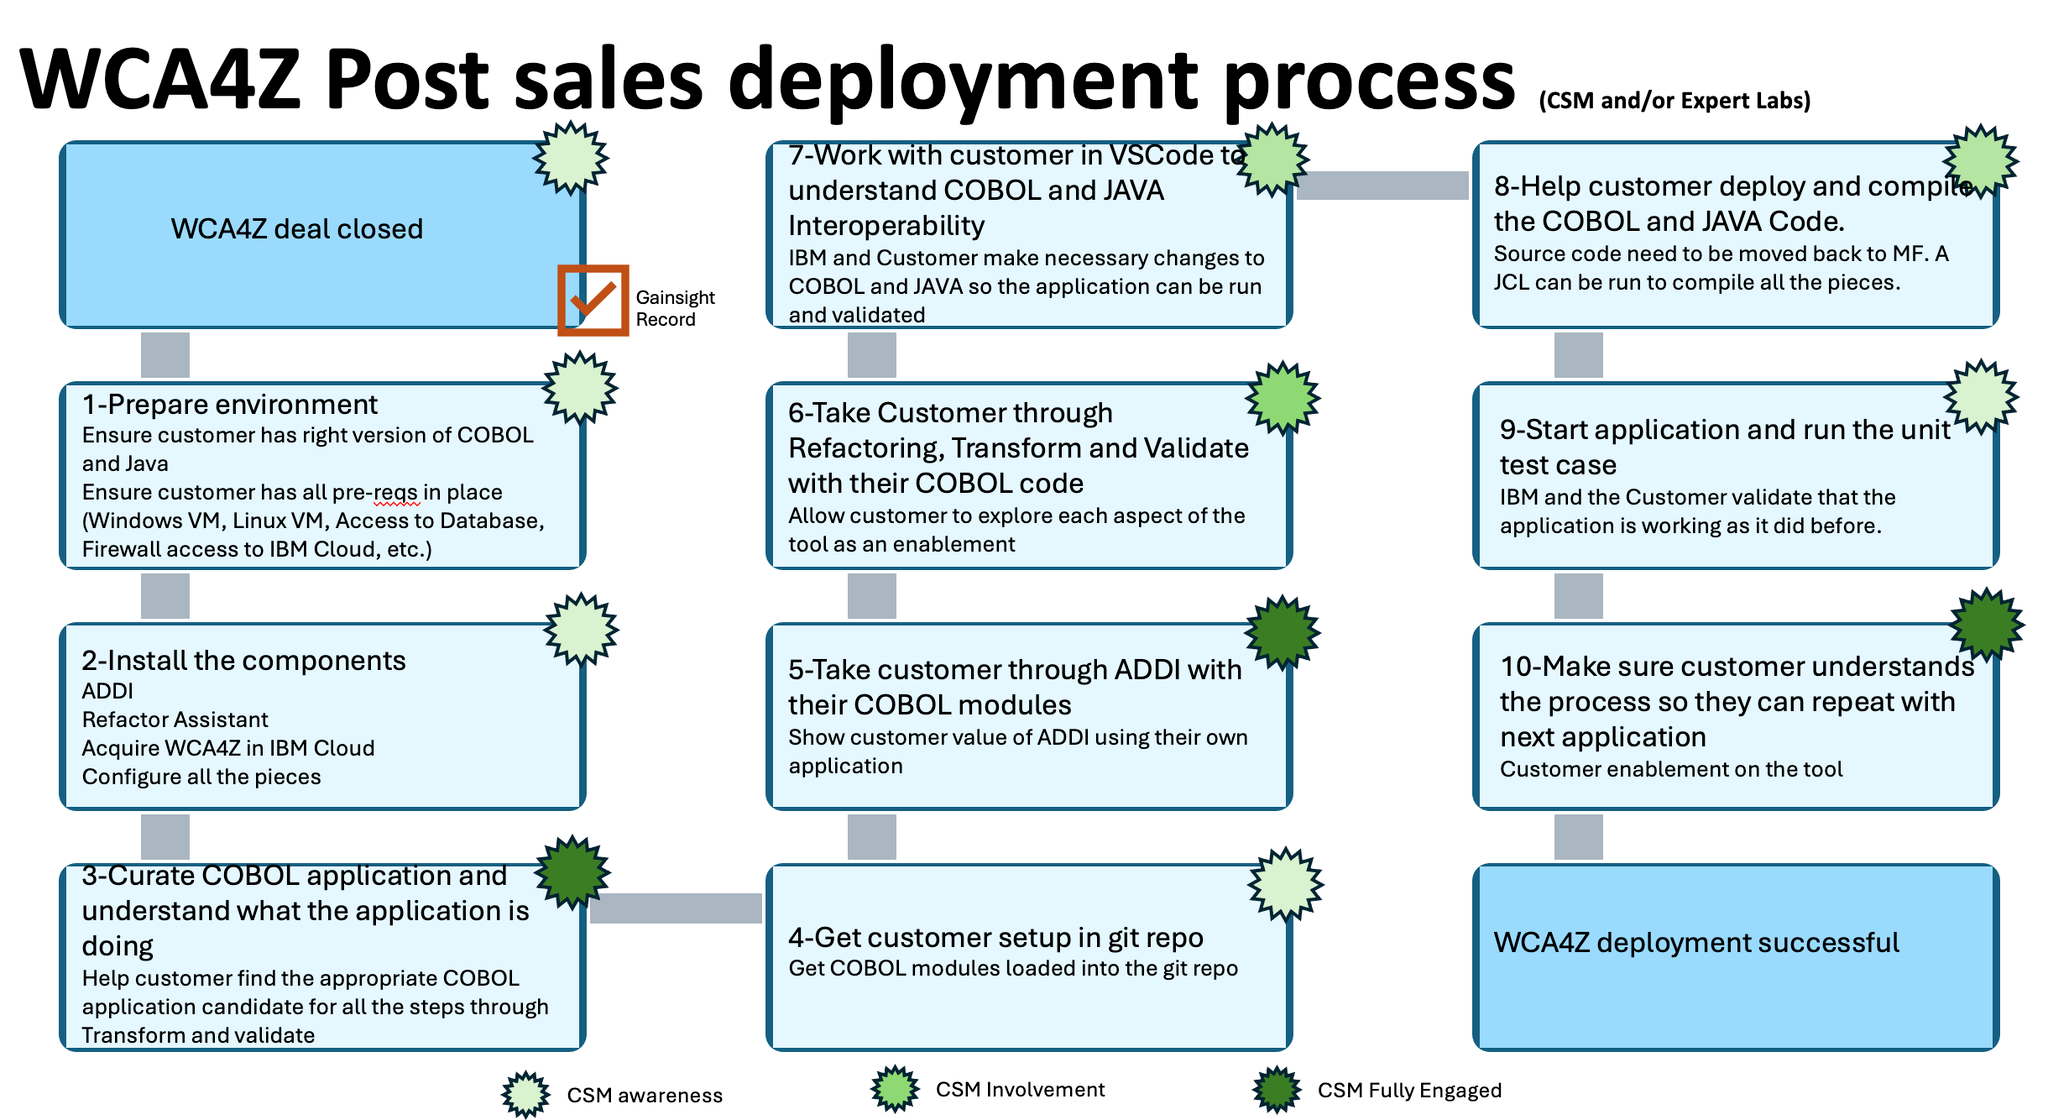 WCA4Z Post sales deployment process (CSM and/or Expert Labs)
WCA4Z deal closed
Gainsight
Record
1-Prepare environment
Ensure customer has right version of COBOL
and Java
Ensure customer has all pre-reqs in place
(Windows VM, Linux VM, Access to Database,
Firewall access to IBM Cloud, etc.)
2-Install the components
ADDI
Refactor Assistant
Acquire WCA4Z in IBM Cloud
Configure all the pieces
3-Curate COBOL application and
understand what the application is
doing
Help customer find the appropriate COBOL
application candidate for all the steps through
Transform and validate
4-Get customer setup in git repo
Get COBOL modules loaded into the git repo
5-Take customer through ADDI with
their COBOL modules
Show customer value of ADDI using their own
application
6-Take Customer through
Refactoring, Transform and Validate
with their COBOL code
Allow customer to explore each aspect of the
tool as an enablement
7-Work with customer in VSCode to
understand COBOL and JAVA
Interoperability
IBM and Customer make necessary changes to
COBOL and JAVA so the application can be run
and validated
8-Help customer deploy and compile
the COBOL and JAVA Code.
Source code need to be moved back to MF. A
JCL can be run to compile all the pieces.
9-Start application and run the unit
test case
IBM and the Customer validate that the
application is working as it did before.
10-Make sure customer understands
the process so they can repeat with
next application
Customer enablement on the tool
WCA4Z deployment successful
CSM awareness
CSM Involvement
CSM Fully Engaged